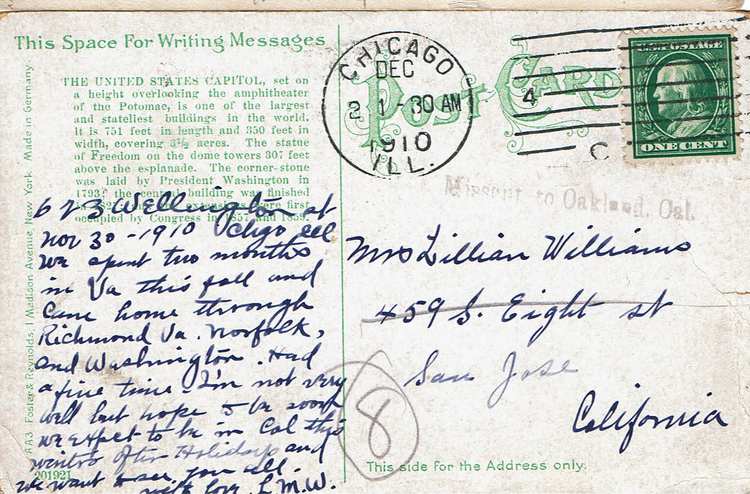 This Space For Writing Messages
THE UNITED STATES CAPITOL, set on
a height overlooking the amphitheater
of the Potomac, is one of the largest
and stateliest buildings in the world.
It is 751 feet in length and 350 feet in
width, covering 3½ acres. The statue
of Freedom on the dome towers 307 feet
above the esplanade. The corner-stone
was laid by President Washington in
1793; the central building was finished
first
occupied by Congress in 1857 and 1859.
623 Wellington st
Nov 30-1910 Chgo Ill
We spent two months
in Va this fall and
came home through
Richmond Va. Norfolk,
and Washington. Had
a fine time. I'm not very
well but hope to be soon
we expect to be in Cal this
winter after Holidays and
we want to see you all.
with love, L.M.W.
R.A.J. Foster & Reynolds, 1 Madison Avenue, New York Made in Germany
201921
POST CARD
CHICAGO
DEC
2 1-30 AM
1910
ILL.
4
C
U.S. POSTAGE
ONE CENT
Missent to Oakland, Cal.
Mrs Lillian Williams
459 S. Eight st
San Jose
California
8
This side for the Address only.